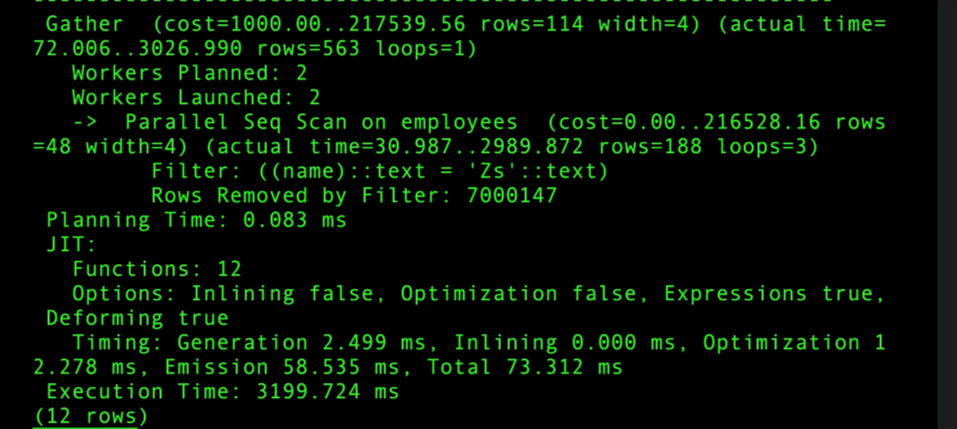 Gather  (cost=1000.00..217539.56 rows=114 width=4) (actual time=
72.006..3026.990 rows=563 loops=1)
Workers Planned: 2
Workers Launched: 2
->  Parallel Seq Scan on employees  (cost=0.00..216528.16 rows
=48 width=4) (actual time=30.987..2989.872 rows=188 loops=3)
Filter: ((name)::text = 'Zs'::text)
Rows Removed by Filter: 7000147
Planning Time: 0.083 ms
JIT:
Functions: 12
Options: Inlining false, Optimization false, Expressions true,
Deforming true
Timing: Generation 2.499 ms, Inlining 0.000 ms, Optimization 1
2.278 ms, Emission 58.535 ms, Total 73.312 ms
Execution Time: 3199.724 ms
(12 rows)